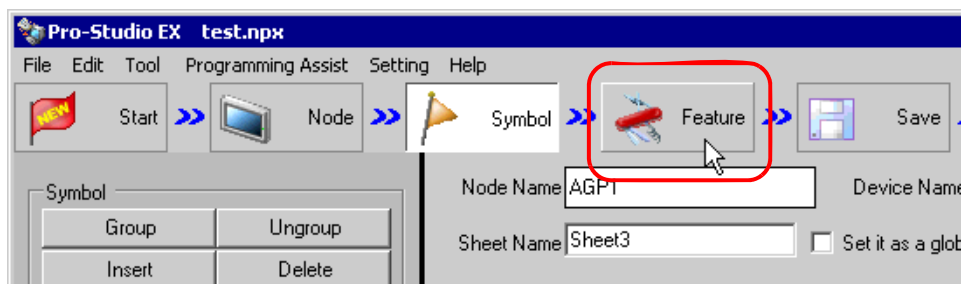 Pro-Studio EX test.npx
File Edit Tool Programming Assist Setting Help
NEW Start Node Symbol Feature Save
Symbol
Node Name AGP1 Device Name
Group Ungroup
Sheet Name Sheet3 Set it as a glob
Insert Delete